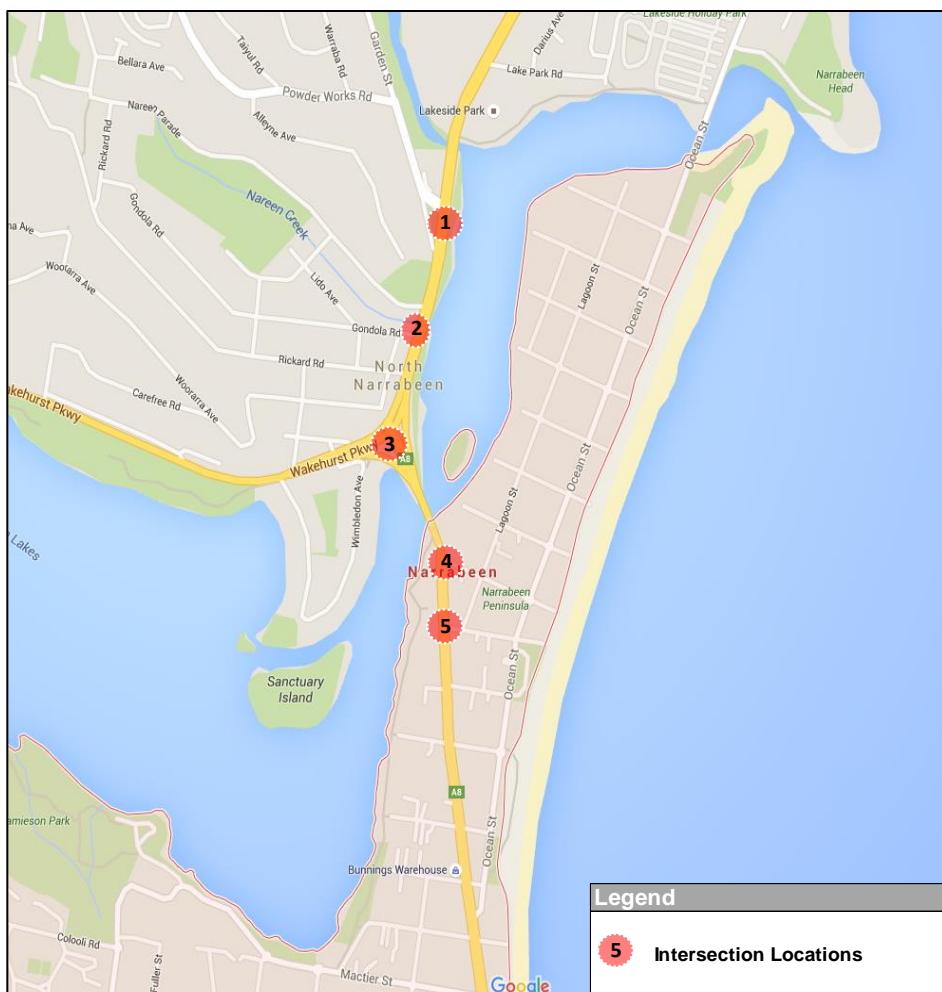 Lakeside Holiday Park
Darius Ave
Warraba Rd
Taiyul Rd
Garden St
Bellara Ave
Lake Park Rd
Narrabeen
Head
Powder Works Rd
Nareen Parade
Alleyne Ave
Lakeside Park
Ocean St
Rickard Rd
Nareen
Creek
Gondola Rd
1
Lagoon St
Woolarra Ave
Lido Ave
Ocean St
2
Gondola Rd
Rickard Rd
North
Narrabeen
Woorarra Ave
Carefree Rd
akehurst Pkwy
3
Wakehurst Pkwy
A8
Ocean St
Wimbledon Ave
Lagoon St
Lakes
4
Narrabeen
Narrabeen
Peninsula
5
Ocean St
Sanctuary
Island
A8
amieson Park
Ocean St
Bunnings Warehouse
Legend
5 Intersection Locations
Colooli Rd
Fuller St
Mactier St
Google